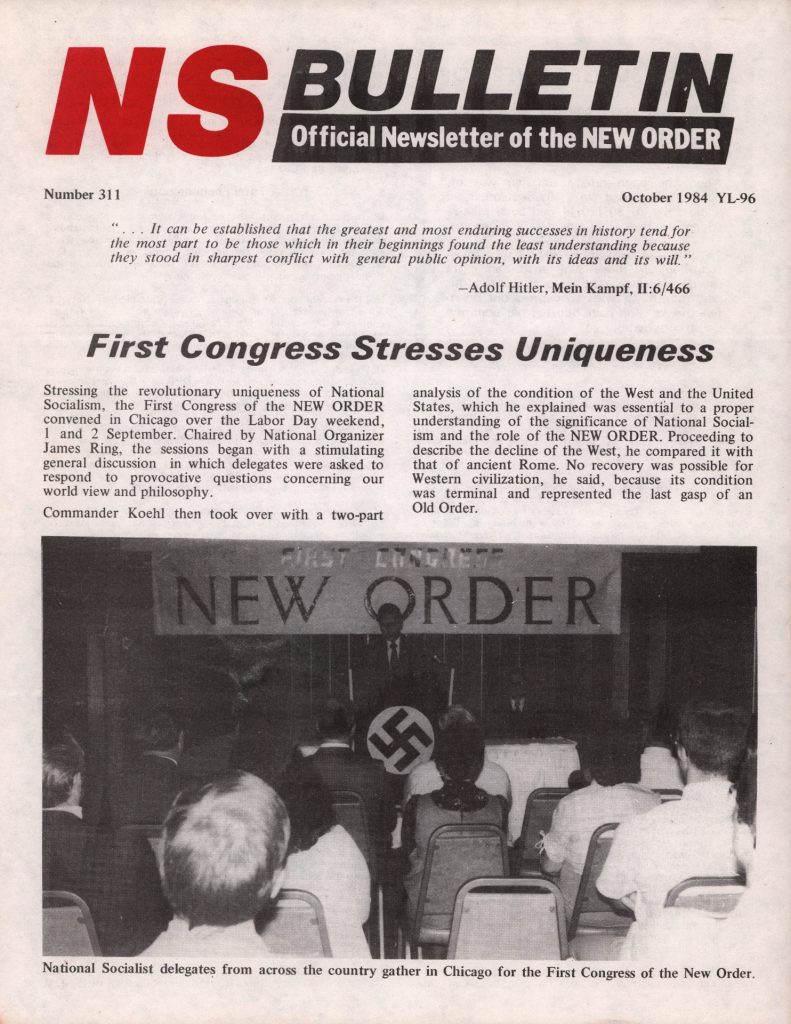 NS BULLETIN
Official Newsletter of the NEW ORDER
Number 311
October 1984 YL-96
“ . . . It can be established that the greatest and most enduring successes in history tend for
the most part to be those which in their beginnings found the least understanding because
they stood in sharpest conflict with general public opinion, with its ideas and its will.”
—Adolf Hitler, Mein Kampf, II:6/466
First Congress Stresses Uniqueness
Stressing the revolutionary uniqueness of National
Socialism, the First Congress of the NEW ORDER
convened in Chicago over the Labor Day weekend,
1 and 2 September. Chaired by National Organizer
James Ring, the sessions began with a stimulating
general discussion in which delegates were asked to
respond to provocative questions concerning our
world view and philosophy.
Commander Koehl then took over with a two-part
analysis of the condition of the West and the United
States, which he explained was essential to a proper
understanding of the significance of National Social-
ism and the role of the NEW ORDER. Proceeding to
describe the decline of the West, he compared it with
that of ancient Rome. No recovery was possible for
Western civilization, he said, because its condition
was terminal and represented the last gasp of an
Old Order.
FIRST CONGRESS
NEW ORDER
National Socialist delegates from across the country gather in Chicago for the First Congress of the New Order.